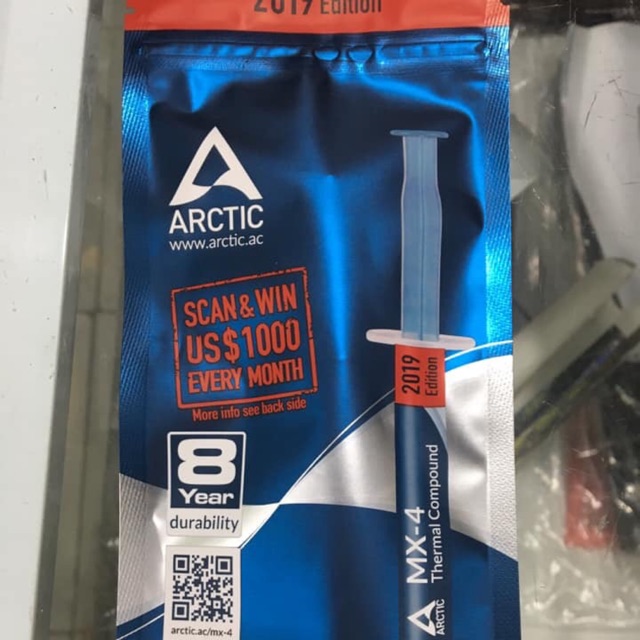 2019 Edition
ARCTIC
www.arctic.ac
SCAN & WIN
US$1000
EVERY MONTH
More info see back side
8
Year
durability
arctic.ac/mx-4
2019
Edition
MX-4
Thermal Compound
ARCTIC